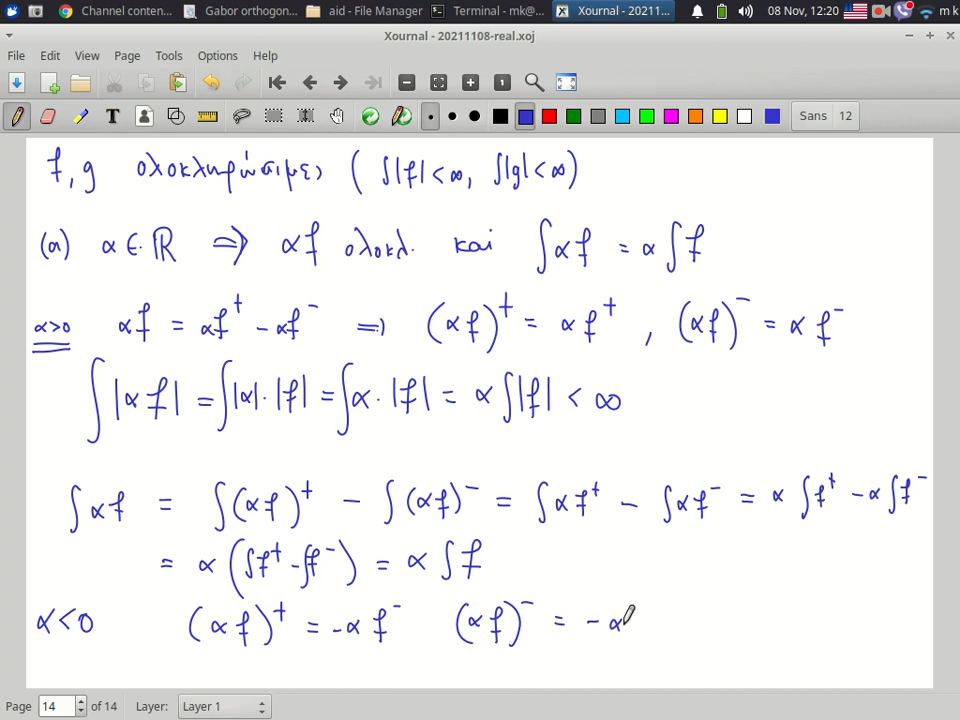 Channel conten...
Gabor orthogon...
aid - File Manager
Terminal - mk@...
Xournal - 20211...
08 Nov, 12:20
m k
Xournal - 20211108-real.xoj
File Edit View Page Tools Options Help
Sans 12
f, g ολοκληρώσιμες ( ∫|f| < ∞, ∫|g| < ∞)
(α) α ∈ ℝ ⟹ αf ολοκλ. και ∫αf = α∫f
α>0 αf = αf⁺ - αf⁻ ⟹ (αf)⁺ = αf⁺, (αf)⁻ = αf⁻
∫|αf| = ∫|α|·|f| = ∫α·|f| = α∫|f| < ∞
∫αf = ∫(αf)⁺ - ∫(αf)⁻ = ∫αf⁺ - ∫αf⁻ = α∫f⁺ - α∫f⁻
= α(∫f⁺ - ∫f⁻) = α∫f
α<0 (αf)⁺ = -αf⁻ (αf)⁻ = -α
Page 14 of 14 Layer: Layer 1